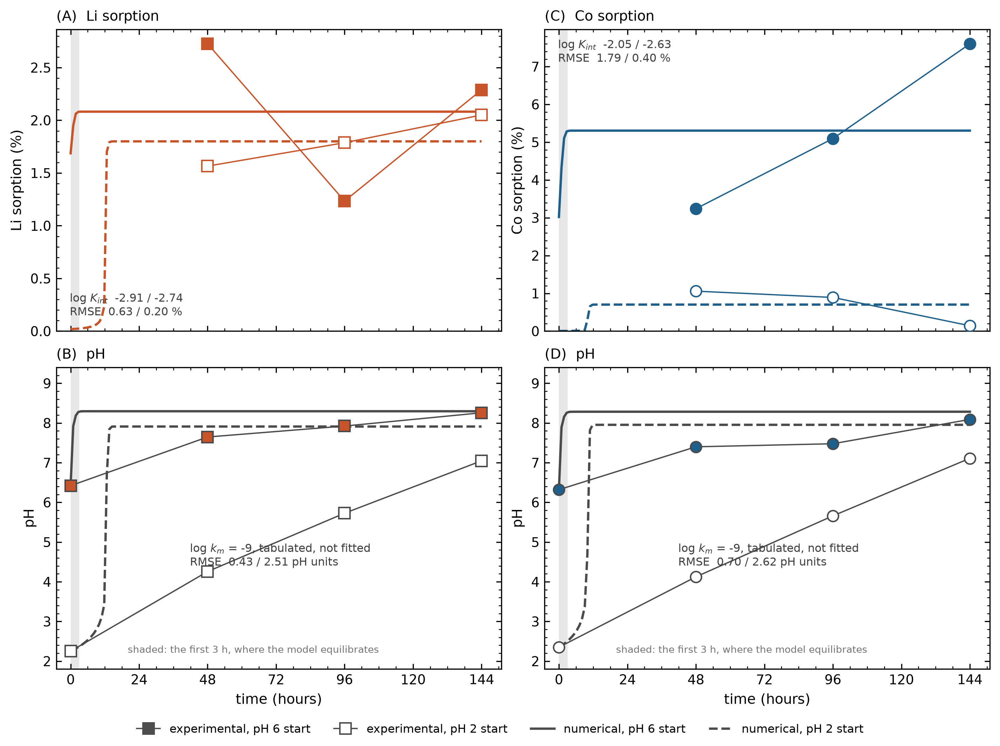 (A) Li sorption
Li sorption (%)
2.5
2.0
1.5
1.0
0.5
0.0
log K_int -2.91 / -2.74
RMSE 0.63 / 0.20 %
(C) Co sorption
Co sorption (%)
7
6
5
4
3
2
1
0
log K_int -2.05 / -2.63
RMSE 1.79 / 0.40 %
(B) pH
pH
9
8
7
6
5
4
3
2
log k_m = -9, tabulated, not fitted
RMSE 0.43 / 2.51 pH units
shaded: the first 3 h, where the model equilibrates
0 24 48 72 96 120 144
time (hours)
(D) pH
pH
9
8
7
6
5
4
3
2
log k_m = -9, tabulated, not fitted
RMSE 0.70 / 2.62 pH units
shaded: the first 3 h, where the model equilibrates
0 24 48 72 96 120 144
time (hours)
experimental, pH 6 start experimental, pH 2 start numerical, pH 6 start numerical, pH 2 start